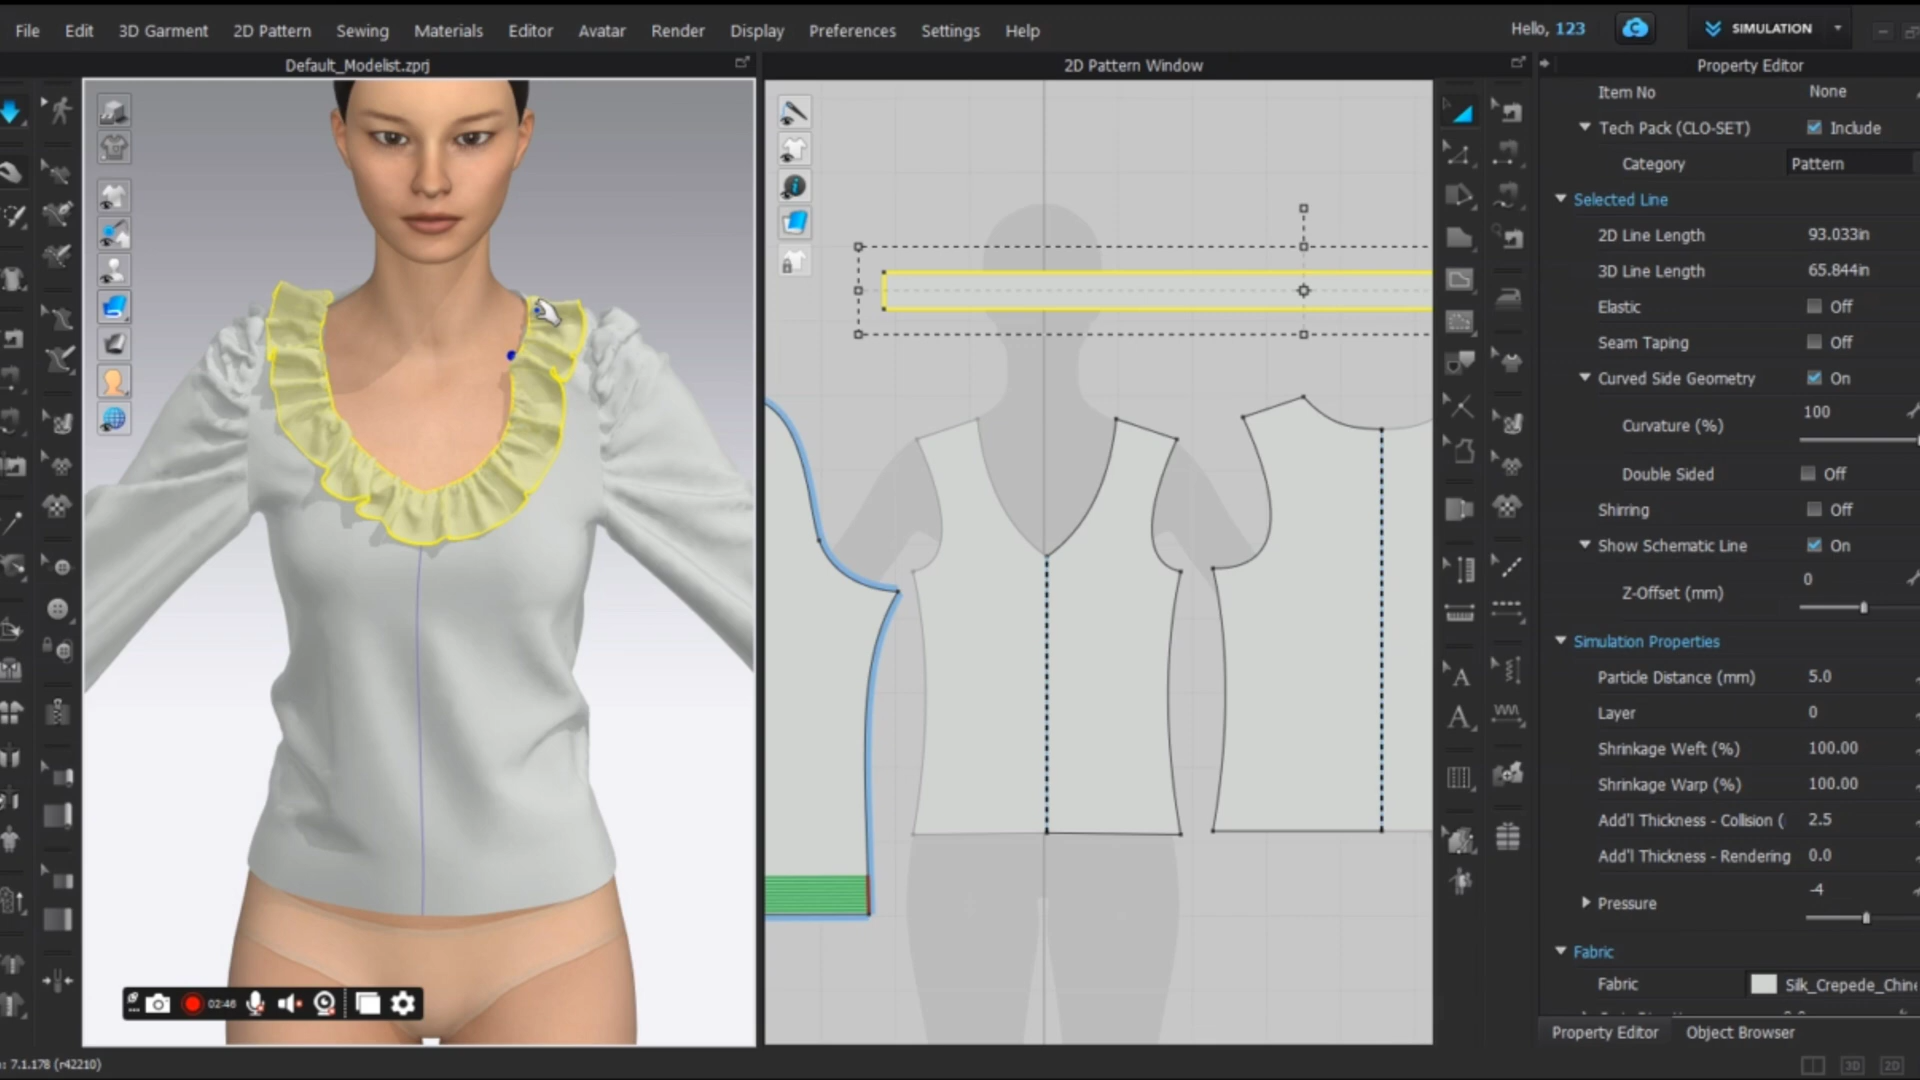 File Edit 3D Garment 2D Pattern Sewing Materials Editor Avatar Render Display Preferences Settings Help
Hello, 123
SIMULATION
Default_Modelist.zprj
2D Pattern Window
Property Editor
Item No None
Tech Pack (CLO-SET) Include
Category Pattern
Selected Line
2D Line Length 93.033in
3D Line Length 65.844in
Elastic Off
Seam Taping Off
Curved Side Geometry On
Curvature (%) 100
Double Sided Off
Shirring Off
Show Schematic Line On
Z-Offset (mm) 0
Simulation Properties
Particle Distance (mm) 5.0
Layer 0
Shrinkage Weft (%) 100.00
Shrinkage Warp (%) 100.00
Add'l Thickness - Collision ( 2.5
Add'l Thickness - Rendering 0.0
Pressure -4
Fabric
Fabric Silk_Crepede_Chine
02:46
Property Editor Object Browser
: 7.1.178 (r42210)
3D 2D